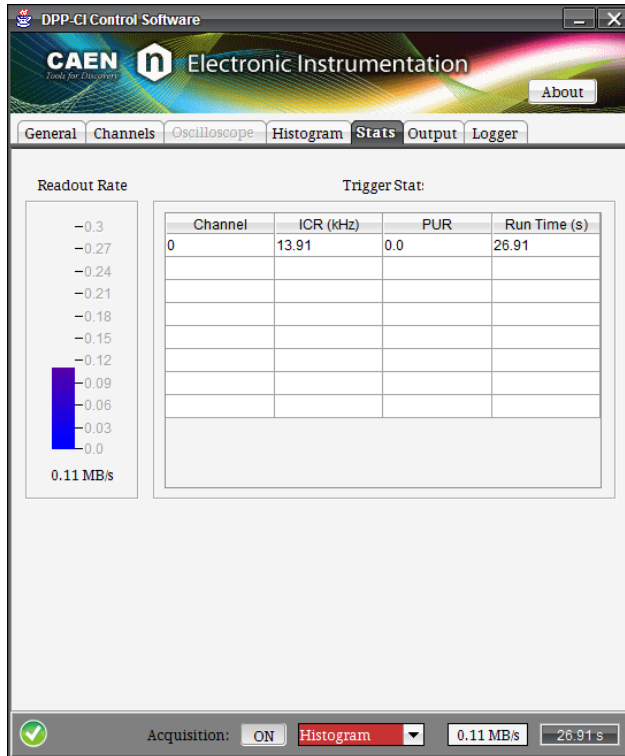 DPP-CI Control Software
CAEN n Electronic Instrumentation
Tools for Discovery
About
General Channels Oscilloscope Histogram Stats Output Logger
Readout Rate
Trigger Stat:
0.3
0.27
0.24
0.21
0.18
0.15
0.12
0.09
0.06
0.03
0.0
0.11 MB/s
Channel ICR (kHz) PUR Run Time (s)
0 13.91 0.0 26.91
Acquisition: ON Histogram 0.11 MB/s 26.91 s